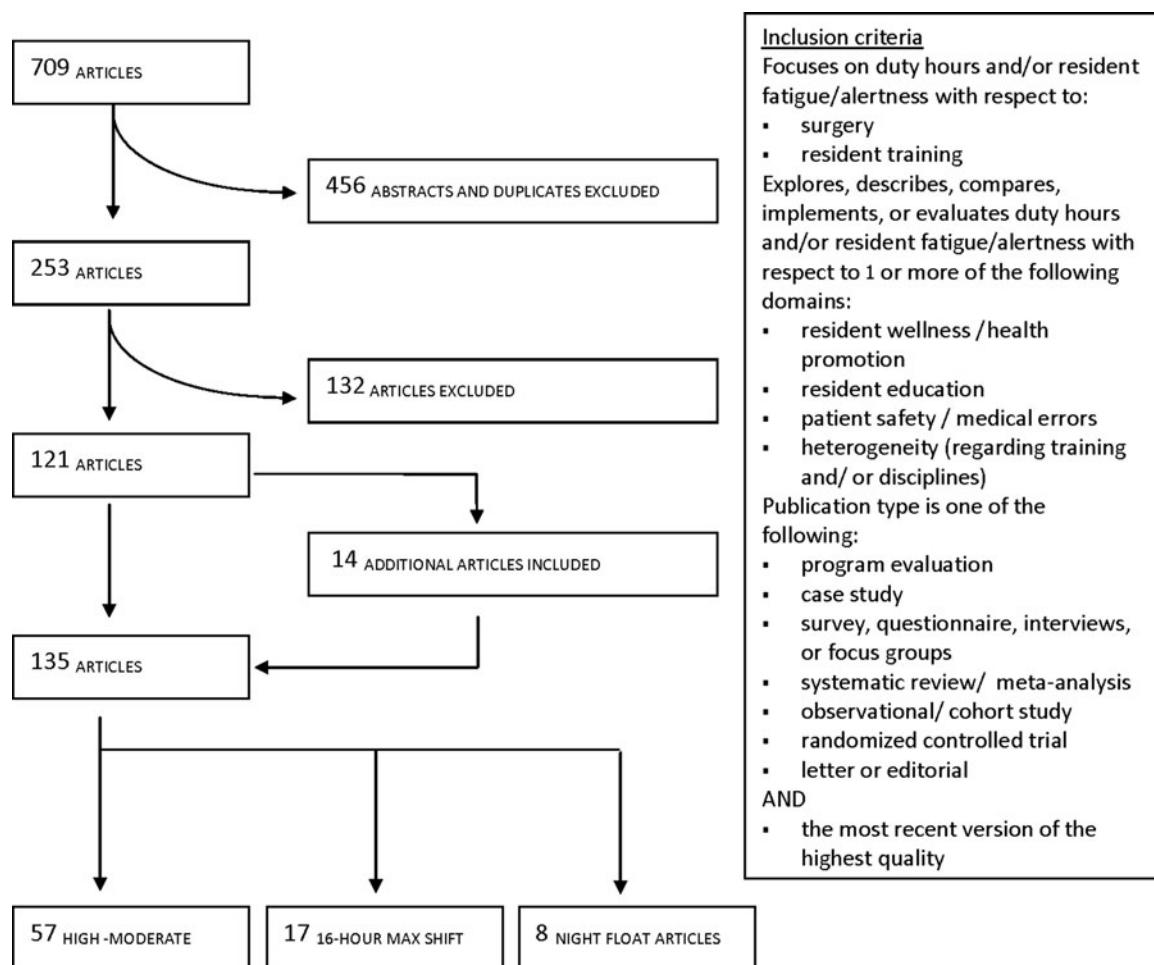 709 ARTICLES
456 ABSTRACTS AND DUPLICATES EXCLUDED
253 ARTICLES
132 ARTICLES EXCLUDED
121 ARTICLES
14 ADDITIONAL ARTICLES INCLUDED
135 ARTICLES
57 HIGH -MODERATE
17 16-HOUR MAX SHIFT
8 NIGHT FLOAT ARTICLES
Inclusion criteria
Focuses on duty hours and/or resident
fatigue/alertness with respect to:
▪ surgery
▪ resident training
Explores, describes, compares,
implements, or evaluates duty hours
and/or resident fatigue/alertness with
respect to 1 or more of the following
domains:
▪ resident wellness /health
promotion
▪ resident education
▪ patient safety / medical errors
▪ heterogeneity (regarding training
and/ or disciplines)
Publication type is one of the
following:
▪ program evaluation
▪ case study
▪ survey, questionnaire, interviews,
or focus groups
▪ systematic review/ meta-analysis
▪ observational/ cohort study
▪ randomized controlled trial
▪ letter or editorial
AND
▪ the most recent version of the
highest quality